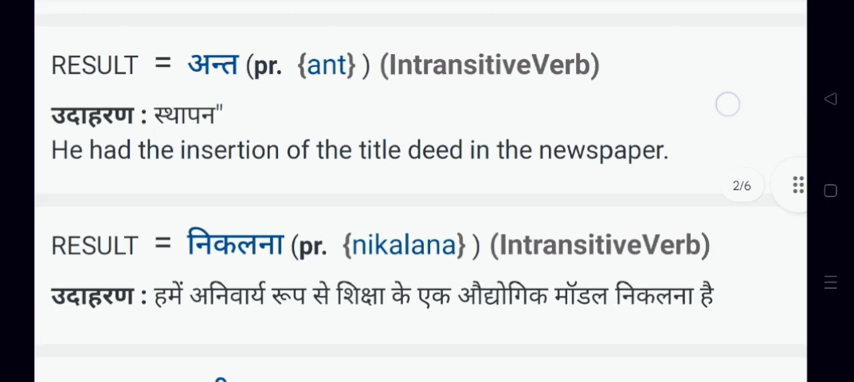 RESULT = अन्त (pr. {ant} ) (IntransitiveVerb)
उदाहरण : स्थापन"
He had the insertion of the title deed in the newspaper.
2/6
RESULT = निकलना (pr. {nikalana} ) (IntransitiveVerb)
उदाहरण : हमें अनिवार्य रूप से शिक्षा के एक औद्योगिक मॉडल निकलना है